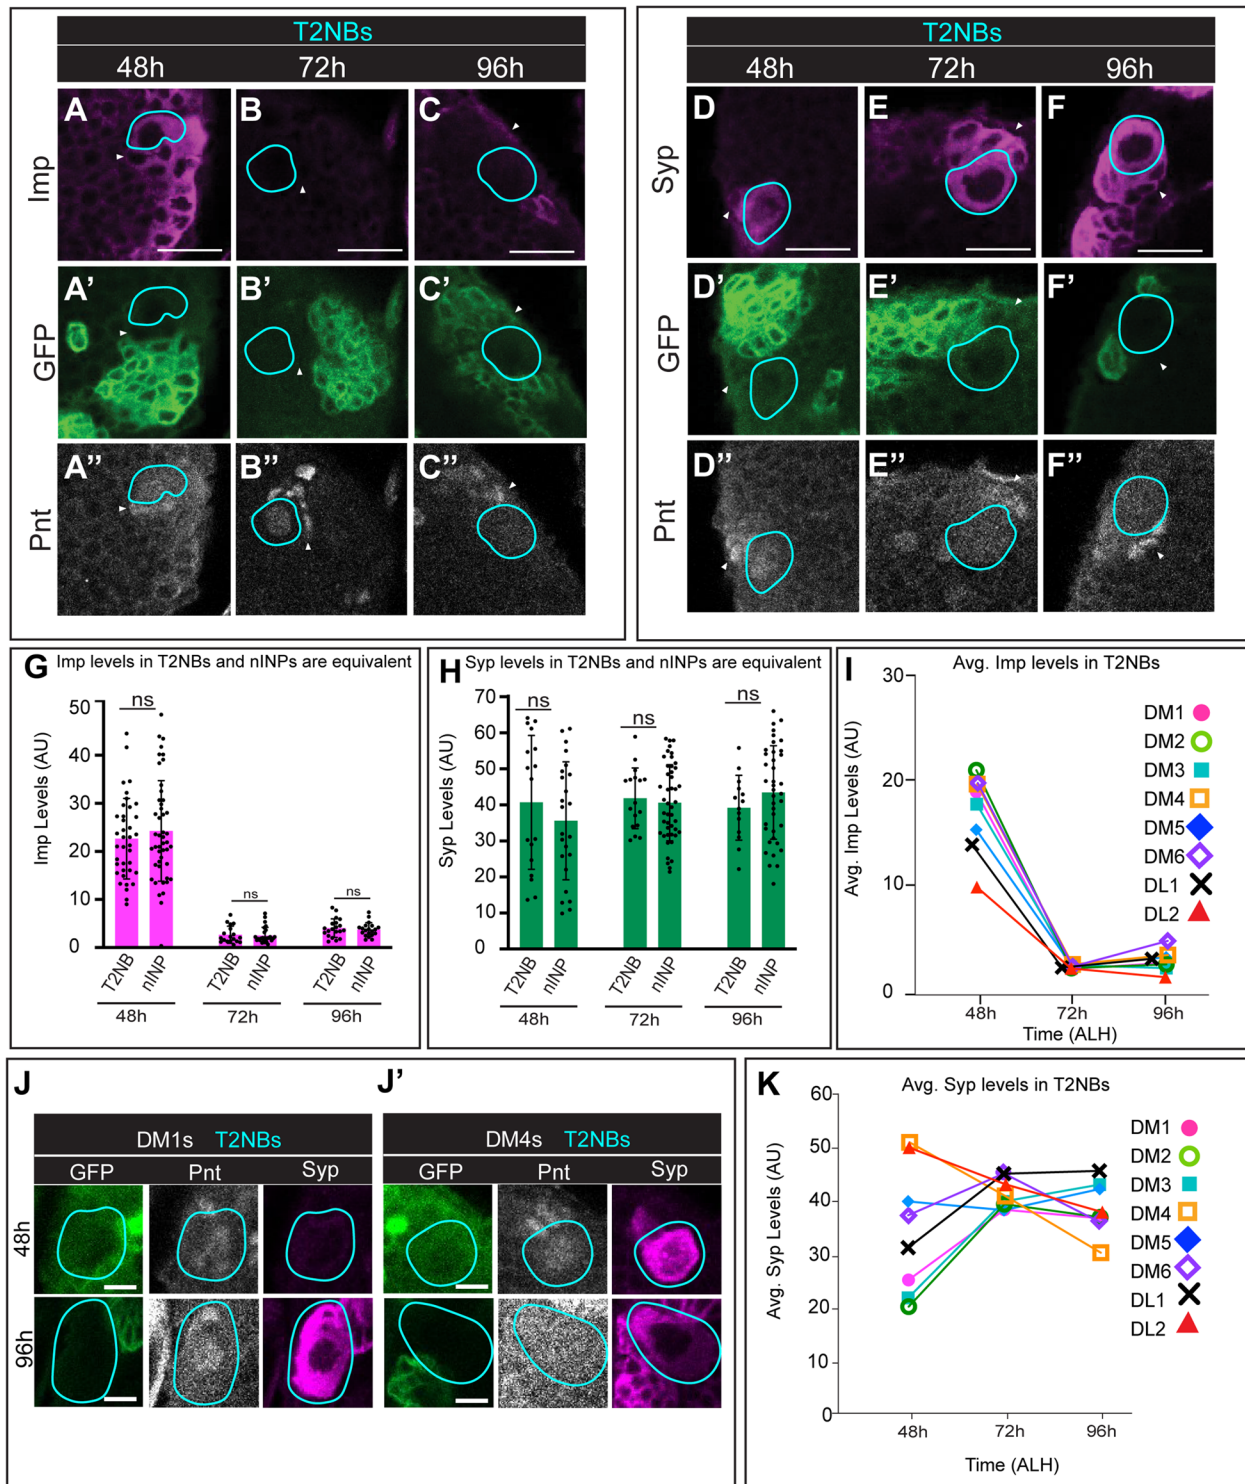 T2NBs
48h 72h 96h
Imp
A B C
GFP
A' B' C'
Pnt
A" B" C"
T2NBs
48h 72h 96h
Syp
D E F
GFP
D' E' F'
Pnt
D" E" F"
G Imp levels in T2NBs and nINPs are equivalent
Imp Levels (AU)
50
40
30
20
10
0
ns
ns
ns
T2NB nINP T2NB nINP T2NB nINP
48h 72h 96h
H Syp levels in T2NBs and nINPs are equivalent
Syp Levels (AU)
70
60
50
40
30
20
10
0
ns
ns
ns
T2NB nINP T2NB nINP T2NB nINP
48h 72h 96h
I Avg. Imp levels in T2NBs
Avg. Imp Levels (AU)
30
20
10
0
DM1
DM2
DM3
DM4
DM5
DM6
DL1
DL2
48h 72h 96h
Time (ALH)
J J’
DM1s T2NBs
GFP Pnt Syp
DM4s T2NBs
GFP Pnt Syp
48h
96h
K Avg. Syp levels in T2NBs
Avg. Syp Levels (AU)
60
50
40
30
20
10
0
DM1
DM2
DM3
DM4
DM5
DM6
DL1
DL2
48h 72h 96h
Time (ALH)